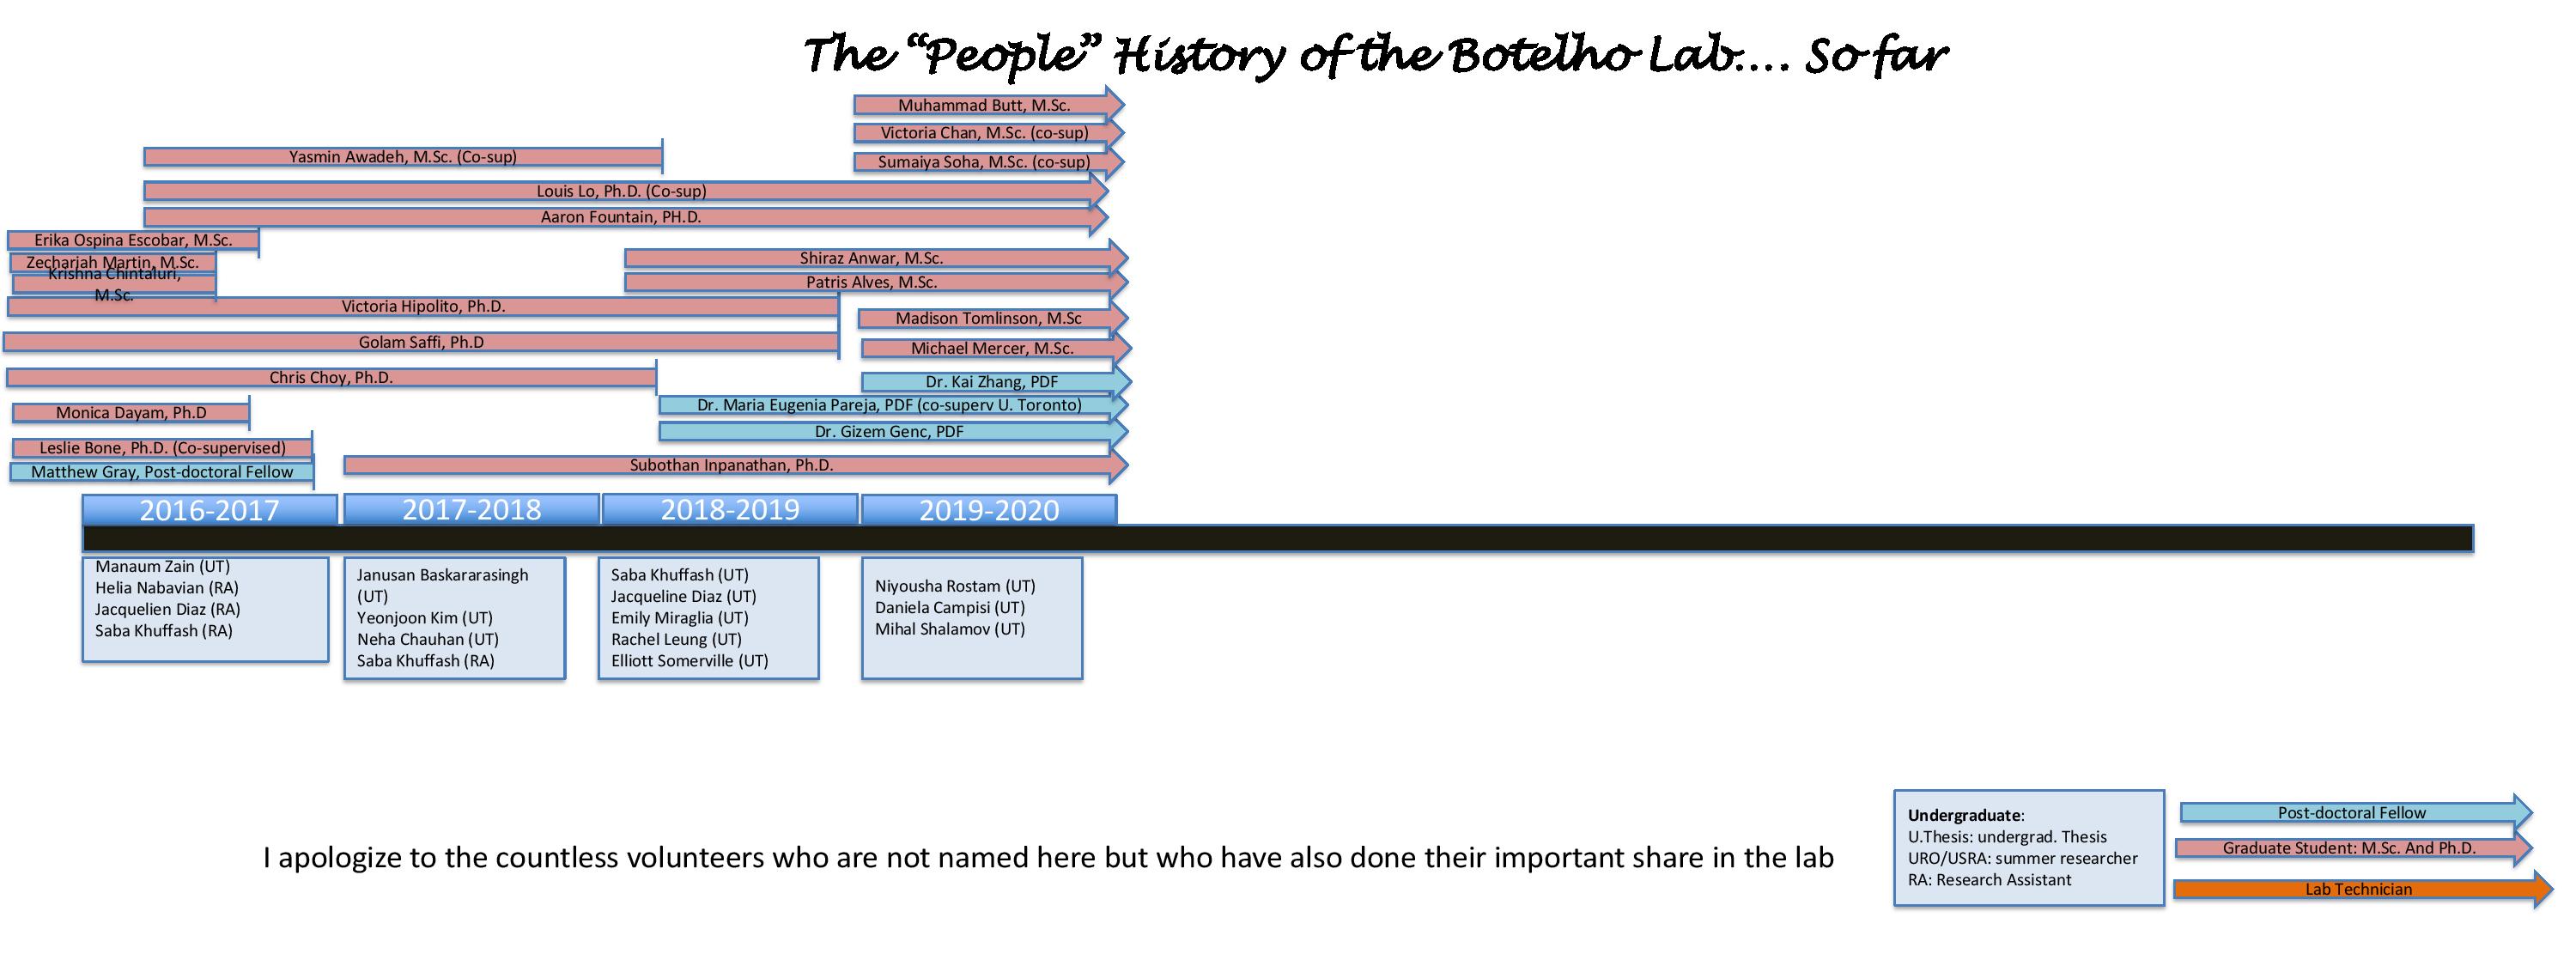 The “People” History of the Botelho Lab.... So far
Muhammad Butt, M.Sc.
Victoria Chan, M.Sc. (co-sup)
Yasmin Awadeh, M.Sc. (Co-sup)
Sumaiya Soha, M.Sc. (co-sup)
Louis Lo, Ph.D. (Co-sup)
Aaron Fountain, PH.D.
Erika Ospina Escobar, M.Sc.
Shiraz Anwar, M.Sc.
Zechariah Martin, M.Sc.
Krishna Chintaluri,
M.Sc.
Patris Alves, M.Sc.
Victoria Hipolito, Ph.D.
Madison Tomlinson, M.Sc
Golam Saffi, Ph.D
Michael Mercer, M.Sc.
Chris Choy, Ph.D.
Dr. Kai Zhang, PDF
Dr. Maria Eugenia Pareja, PDF (co-superv U. Toronto)
Monica Dayam, Ph.D
Dr. Gizem Genc, PDF
Leslie Bone, Ph.D. (Co-supervised)
Subothan Inpanathan, Ph.D.
Matthew Gray, Post-doctoral Fellow
2016-2017
2017-2018
2018-2019
2019-2020
Manaum Zain (UT)
Helia Nabavian (RA)
Jacquelien Diaz (RA)
Saba Khuffash (RA)
Janusan Baskararasingh
(UT)
Yeonjoon Kim (UT)
Neha Chauhan (UT)
Saba Khuffash (RA)
Saba Khuffash (UT)
Jacqueline Diaz (UT)
Emily Miraglia (UT)
Rachel Leung (UT)
Elliott Somerville (UT)
Niyousha Rostam (UT)
Daniela Campisi (UT)
Mihal Shalamov (UT)
I apologize to the countless volunteers who are not named here but who have also done their important share in the lab
Undergraduate:
U.Thesis: undergrad. Thesis
URO/USRA: summer researcher
RA: Research Assistant
Post-doctoral Fellow
Graduate Student: M.Sc. And Ph.D.
Lab Technician